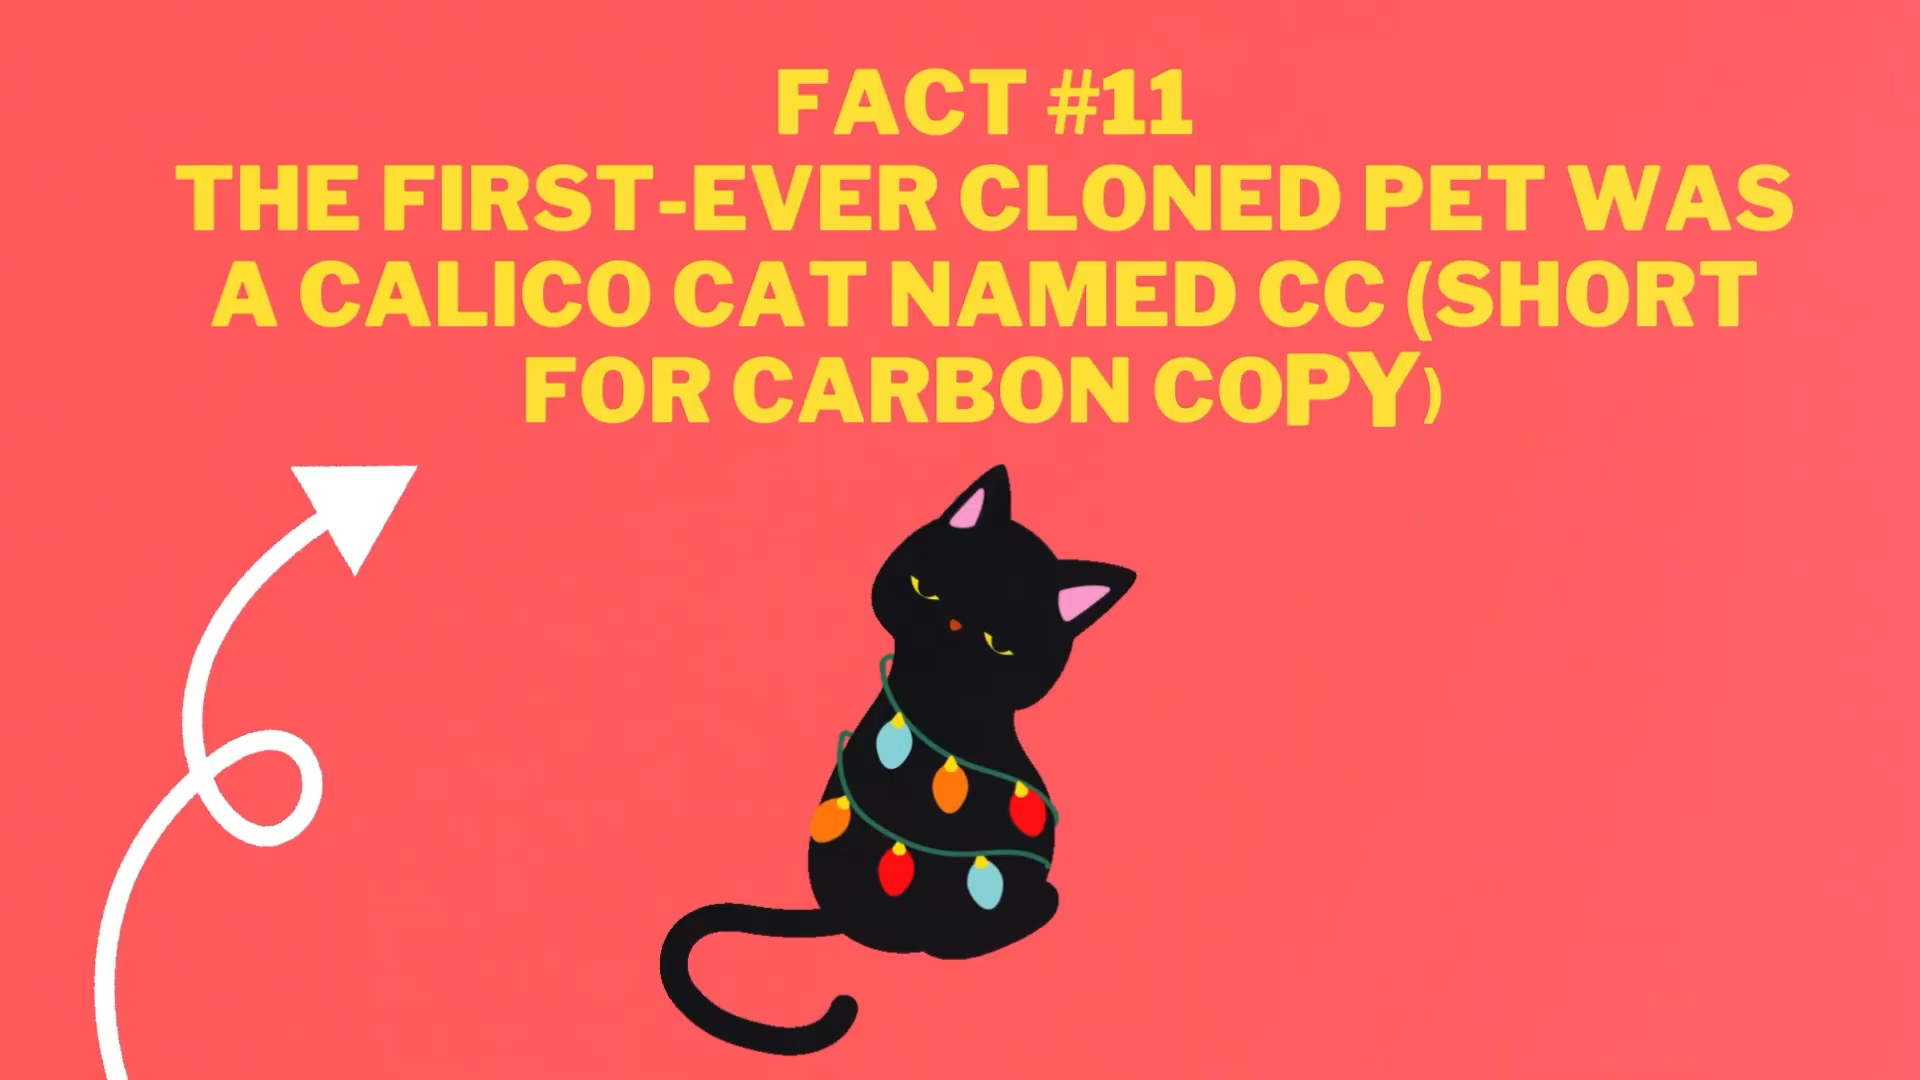 FACT #11
THE FIRST-EVER CLONED PET WAS
A CALICO CAT NAMED CC (SHORT
FOR CARBON COPY)